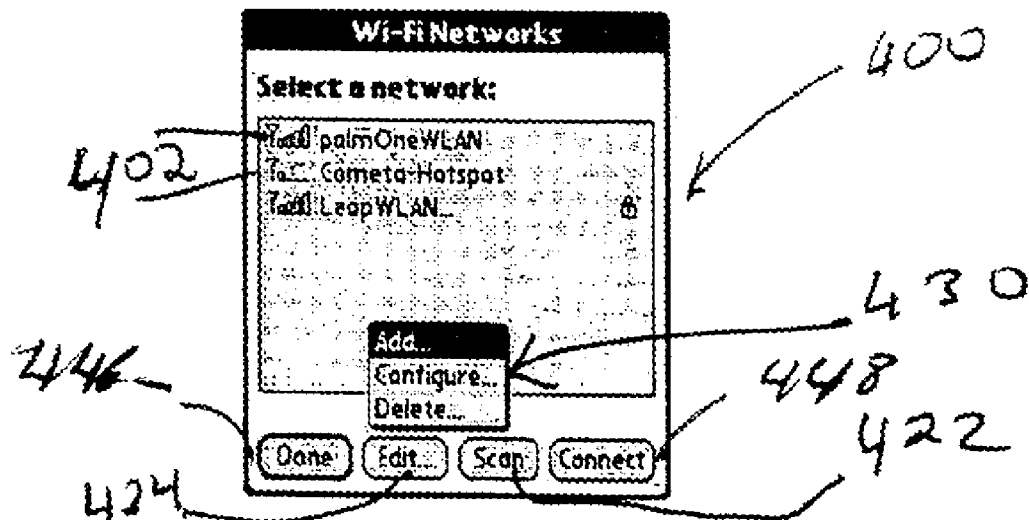 Wi-Fi Networks
400
Select a network:
palmOneWLAN
402
Cometa-Hotspot
LeapWLAN...
430
Add...
446
Configure...
448
Delete...
422
Done
Edit...
Scan
Connect
424